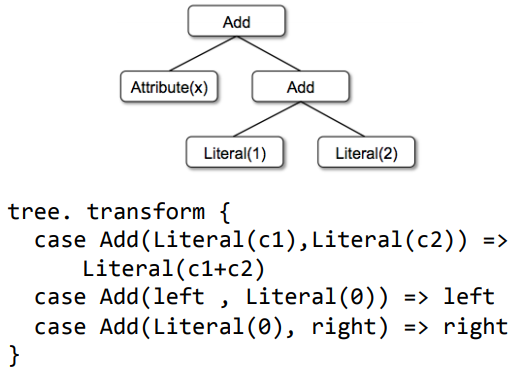 Add
Attribute(x) Add
Literal(1) Literal(2)
tree. transform {
  case Add(Literal(c1),Literal(c2)) =>
      Literal(c1+c2)
  case Add(left , Literal(0)) => left
  case Add(Literal(0), right) => right
}